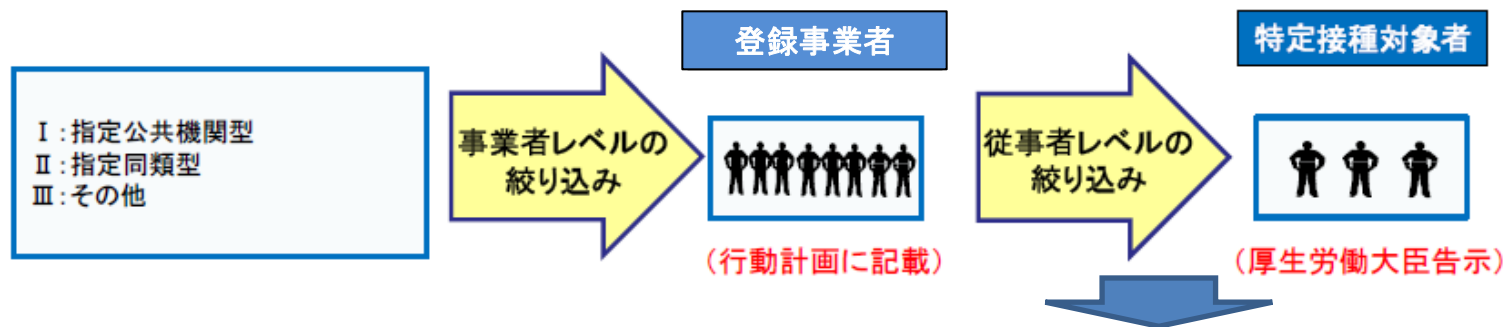 登録事業者
特定接種対象者
Ⅰ:指定公共機関型
Ⅱ:指定同類型
Ⅲ:その他
事業者レベルの
絞り込み
従事者レベルの
絞り込み
(行動計画に記載)
(厚生労働大臣告示)